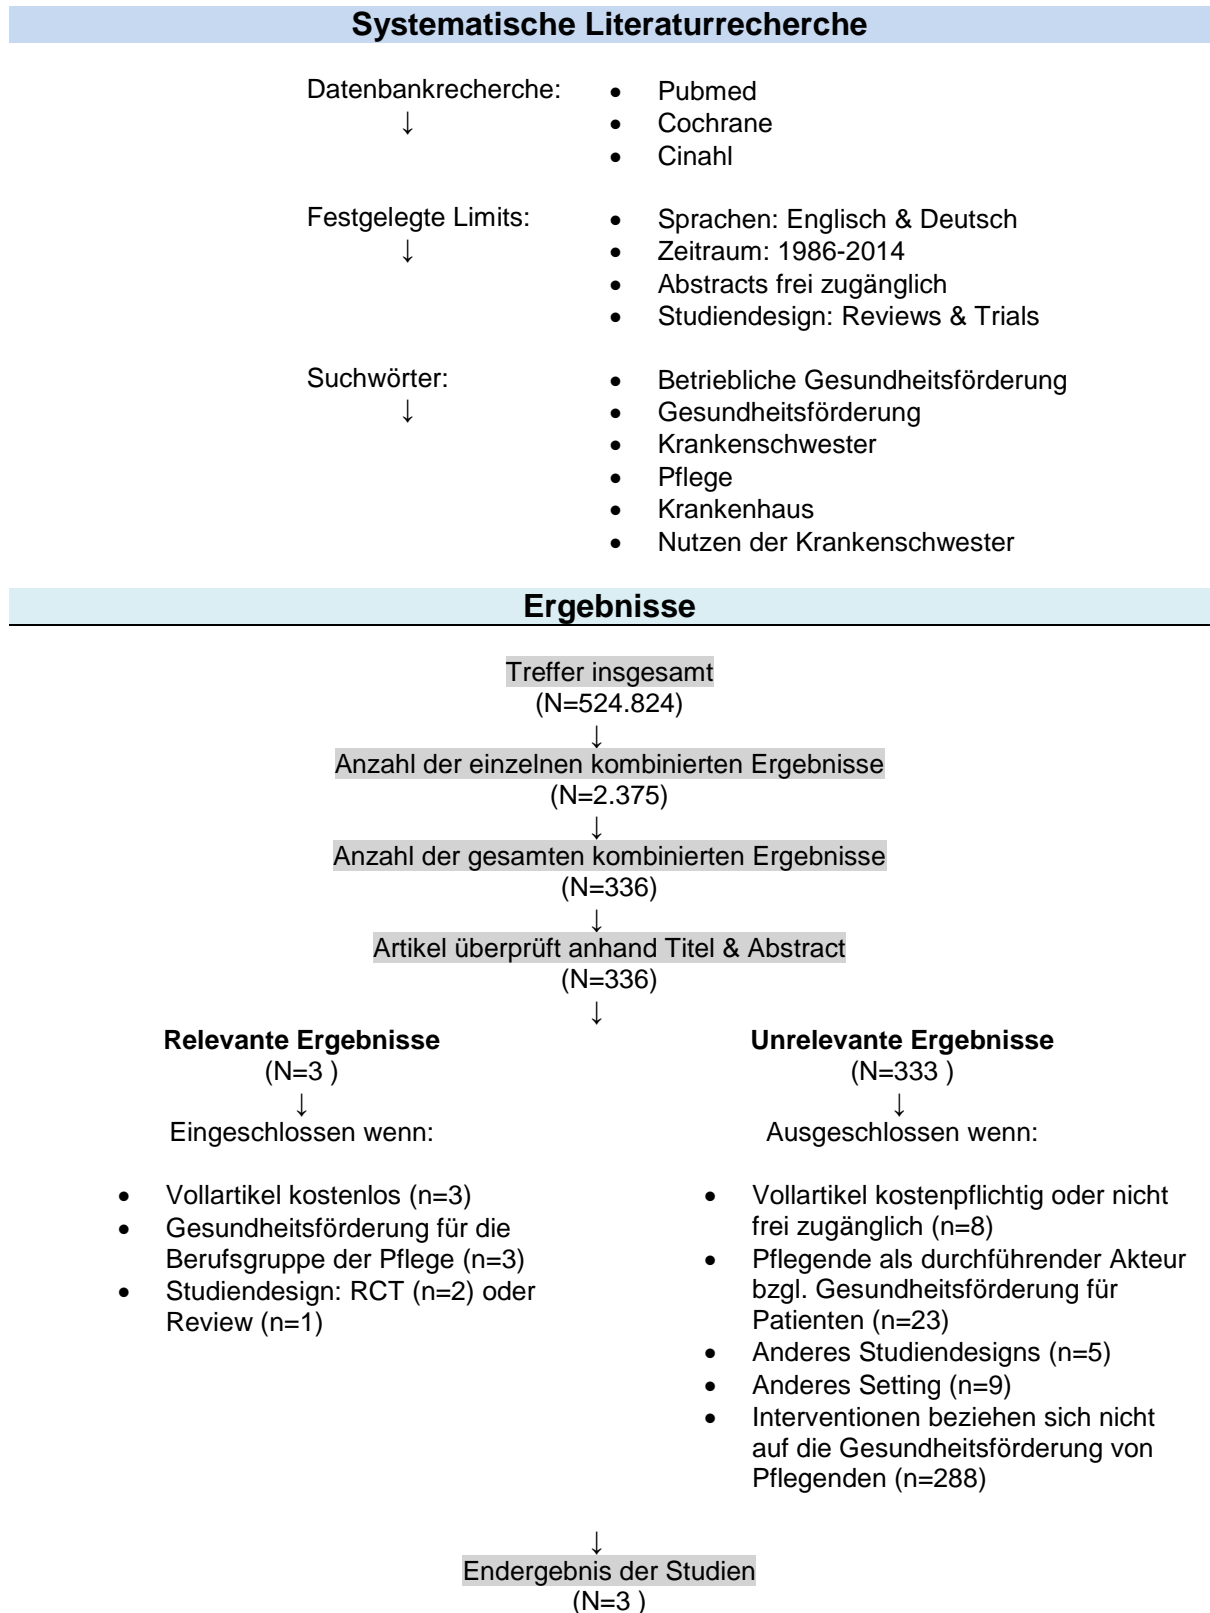 Systematische Literaturrecherche
Datenbankrecherche:
↓
• Pubmed
• Cochrane
• Cinahl
Festgelegte Limits:
↓
• Sprachen: Englisch & Deutsch
• Zeitraum: 1986-2014
• Abstracts frei zugänglich
• Studiendesign: Reviews & Trials
Suchwörter:
↓
• Betriebliche Gesundheitsförderung
• Gesundheitsförderung
• Krankenschwester
• Pflege
• Krankenhaus
• Nutzen der Krankenschwester
Ergebnisse
Treffer insgesamt
(N=524.824)
↓
Anzahl der einzelnen kombinierten Ergebnisse
(N=2.375)
↓
Anzahl der gesamten kombinierten Ergebnisse
(N=336)
↓
Artikel überprüft anhand Titel & Abstract
(N=336)
↓
Relevante Ergebnisse
(N=3 )
↓
Eingeschlossen wenn:
• Vollartikel kostenlos (n=3)
• Gesundheitsförderung für die
Berufsgruppe der Pflege (n=3)
• Studiendesign: RCT (n=2) oder
Review (n=1)
Unrelevante Ergebnisse
(N=333 )
↓
Ausgeschlossen wenn:
• Vollartikel kostenpflichtig oder nicht
frei zugänglich (n=8)
• Pflegende als durchführender Akteur
bzgl. Gesundheitsförderung für
Patienten (n=23)
• Anderes Studiendesigns (n=5)
• Anderes Setting (n=9)
• Interventionen beziehen sich nicht
auf die Gesundheitsförderung von
Pflegenden (n=288)
↓
Endergebnis der Studien
(N=3 )